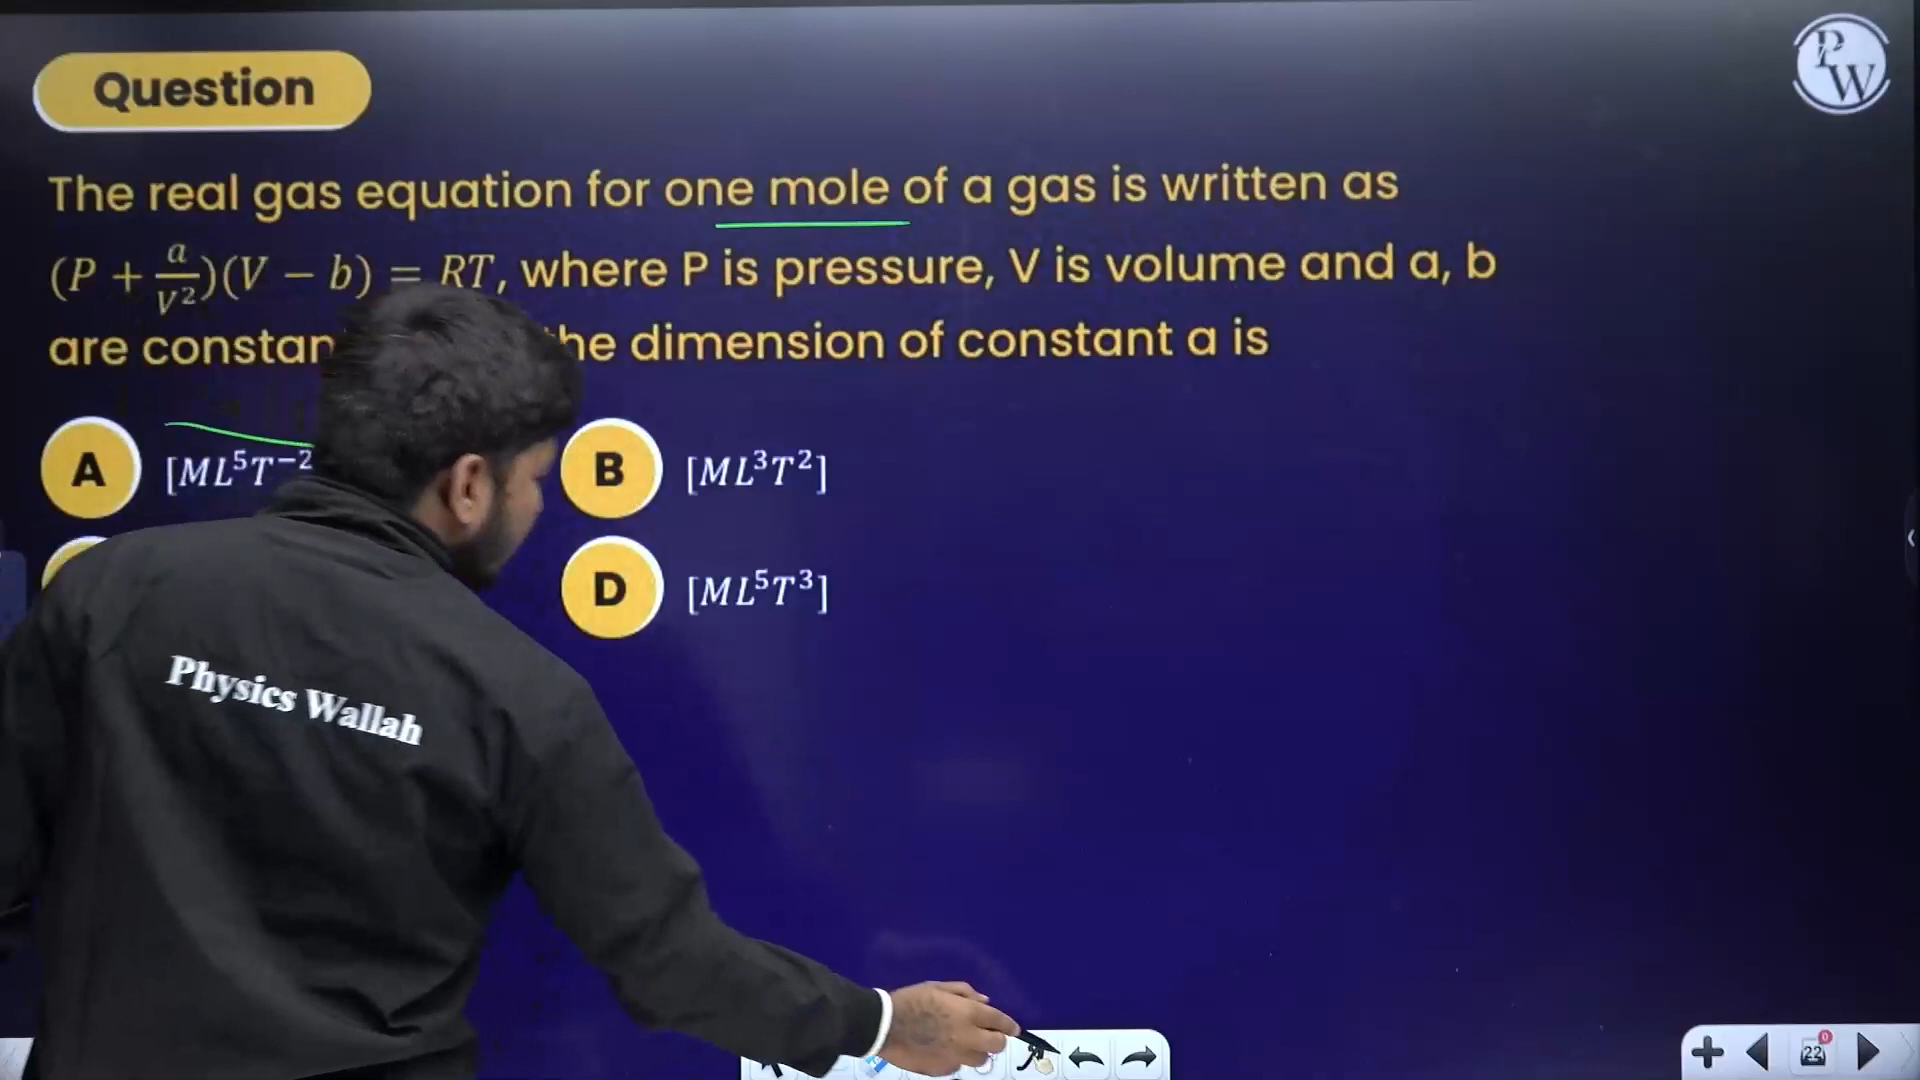 Question
PW
The real gas equation for one mole of a gas is written as
(P + a/V²)(V − b) = RT, where P is pressure, V is volume and a, b
are constan he dimension of constant a is
A [ML⁵T⁻²
B [ML³T²]
D [ML⁵T³]
Physics Wallah
22
0